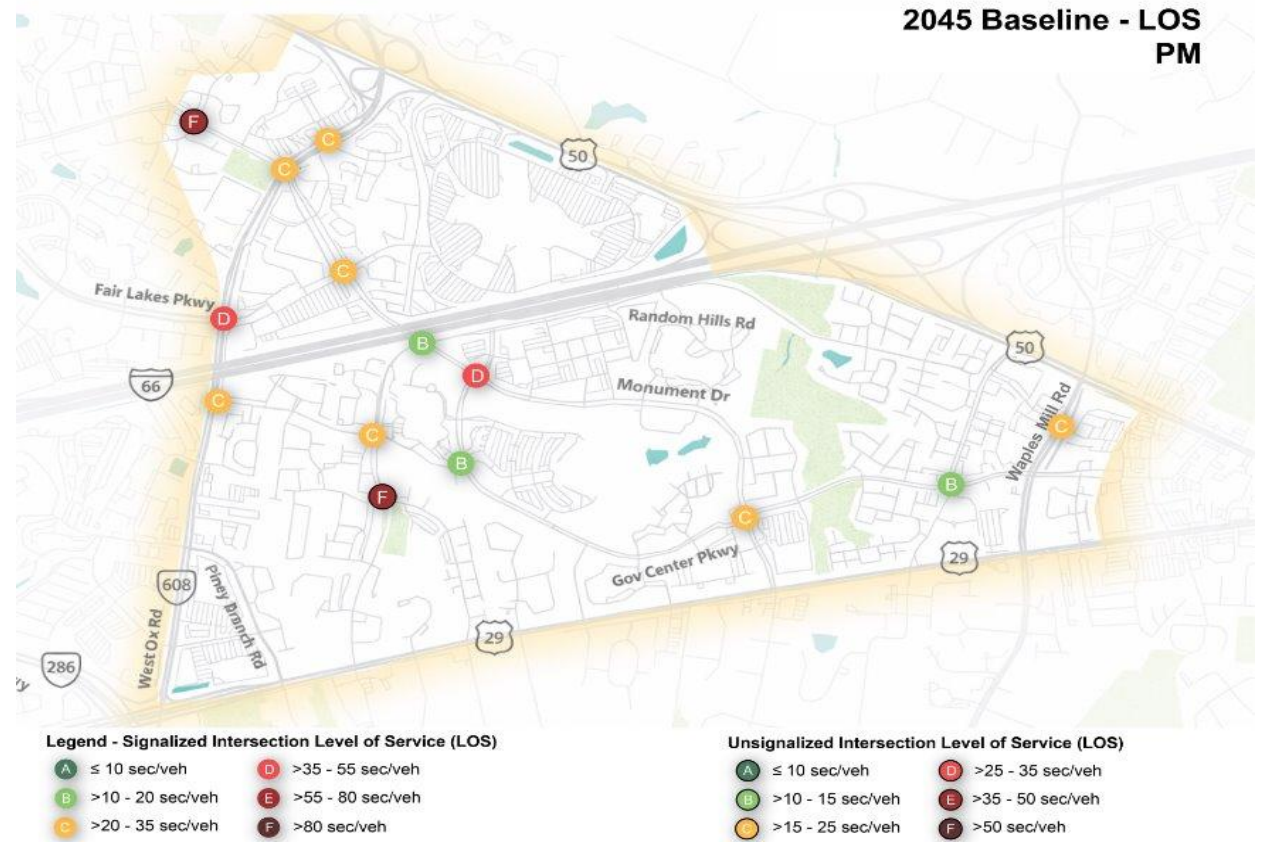 2045 Baseline - LOS
PM
F
C
C
50
C
Fair Lakes Pkwy
D
Random Hills Rd
B
50
66
D
Monument Dr
C
Waples Mill Rd
C
C
B
B
F
C
Gov Center Pkwy
29
608
Piney Branch Rd
29
West Ox Rd
286
Legend - Signalized Intersection Level of Service (LOS)
A ≤ 10 sec/veh
B >10 - 20 sec/veh
C >20 - 35 sec/veh
D >35 - 55 sec/veh
E >55 - 80 sec/veh
F >80 sec/veh
Unsignalized Intersection Level of Service (LOS)
A ≤ 10 sec/veh
B >10 - 15 sec/veh
C >15 - 25 sec/veh
D >25 - 35 sec/veh
E >35 - 50 sec/veh
F >50 sec/veh